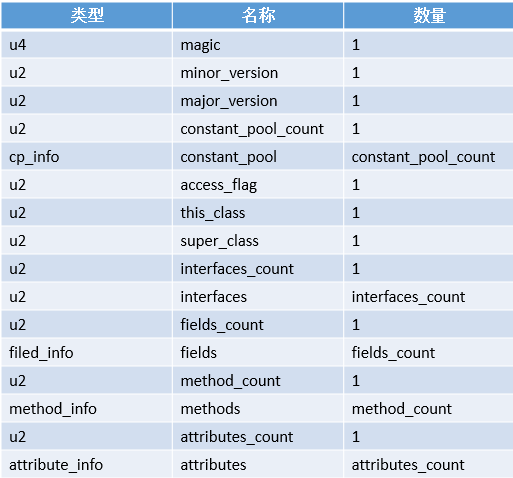 类型 名称 数量
u4 magic 1
u2 minor_version 1
u2 major_version 1
u2 constant_pool_count 1
cp_info constant_pool constant_pool_count
u2 access_flag 1
u2 this_class 1
u2 super_class 1
u2 interfaces_count 1
u2 interfaces interfaces_count
u2 fields_count 1
filed_info fields fields_count
u2 method_count 1
method_info methods method_count
u2 attributes_count 1
attribute_info attributes attributes_count